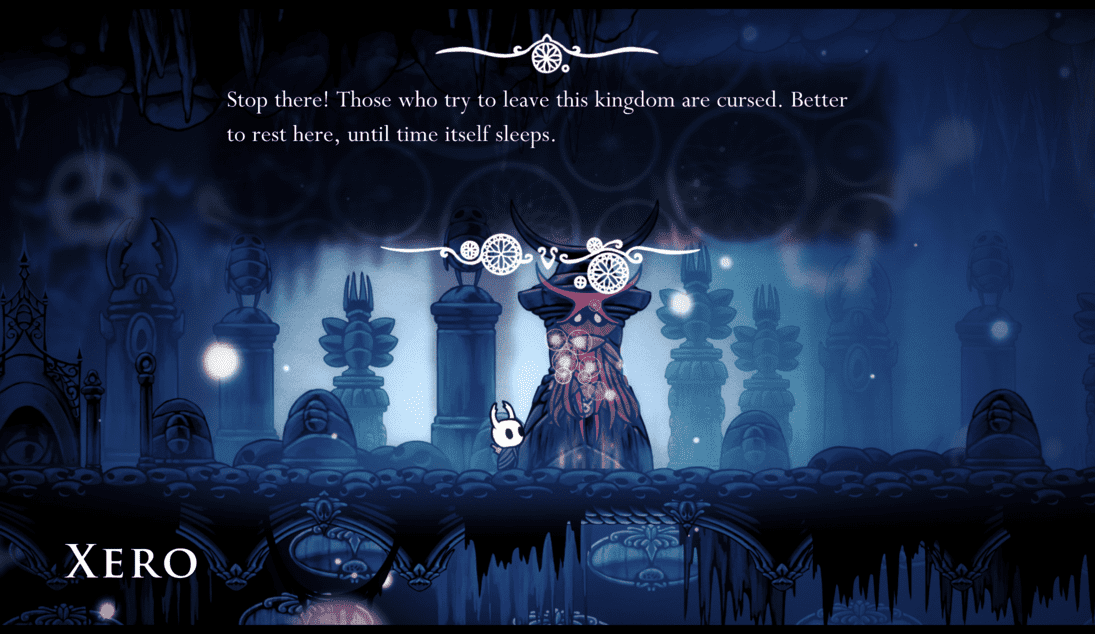 Stop there! Those who try to leave this kingdom are cursed. Better
to rest here, until time itself sleeps.
Xero